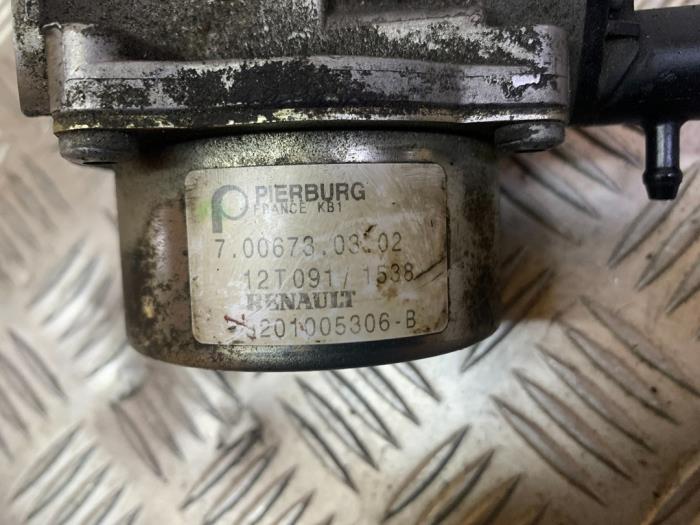 PIERBURG
FRANCE KB1
7.00673.03 02
12T091/ 1538
RENAULT
8201005306-B